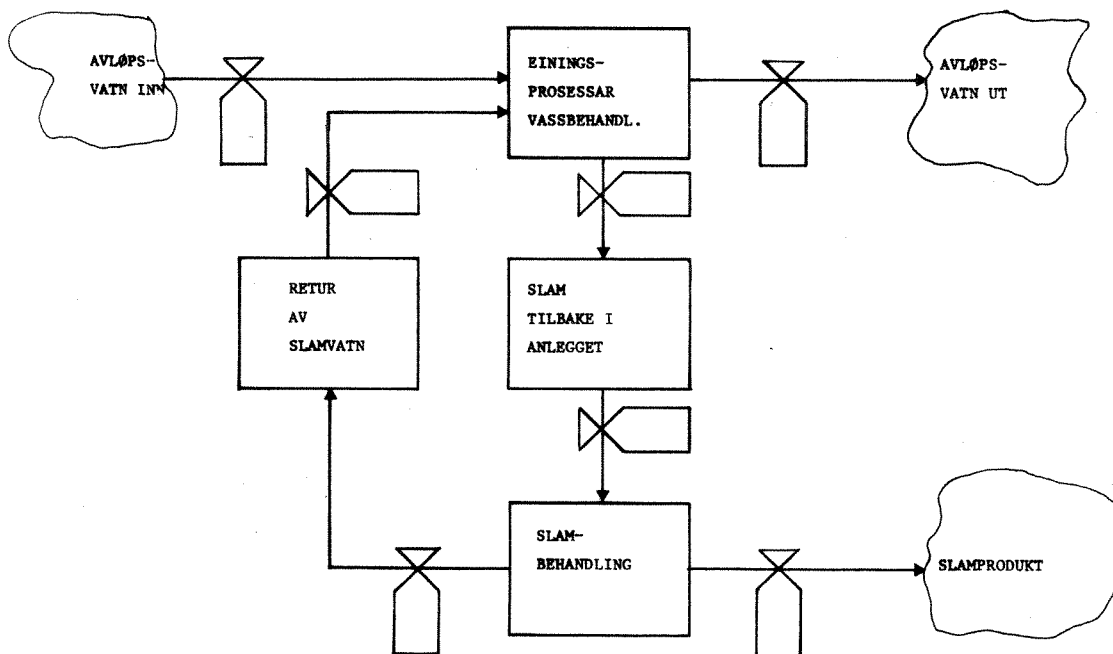 AVLØPS-
VATN INN
EININGS-
PROSESSAR
VASSBEHANDL.
AVLØPS-
VATN UT
RETUR
AV
SLAMVATN
SLAM
TILBAKE I
ANLEGGET
SLAM-
BEHANDLING
SLAMPRODUKT